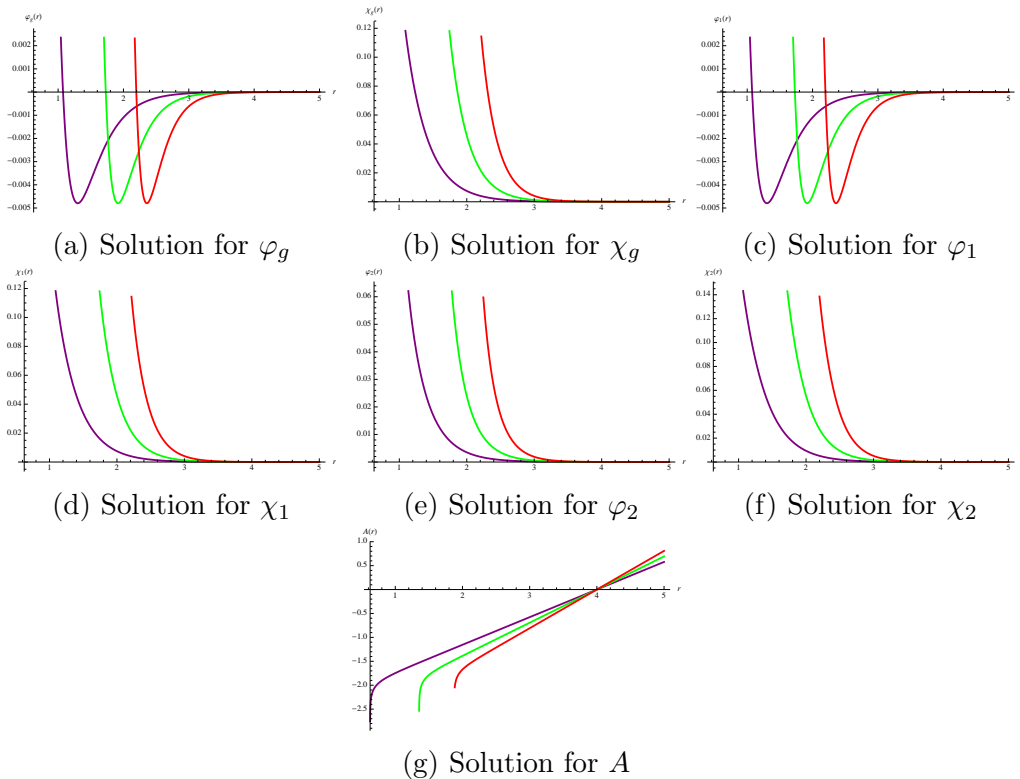 φg(r)
0.002
0.001
−0.001
−0.002
−0.003
−0.004
−0.005
1 2 3 4 5 r
(a) Solution for φg
χg(r)
0.12
0.10
0.08
0.06
0.04
0.02
1 2 3 4 5 r
(b) Solution for χg
φ1(r)
0.002
0.001
−0.001
−0.002
−0.003
−0.004
−0.005
1 2 3 4 5 r
(c) Solution for φ1
χ1(r)
0.12
0.10
0.08
0.06
0.04
0.02
1 2 3 4 5 r
(d) Solution for χ1
φ2(r)
0.06
0.05
0.04
0.03
0.02
0.01
1 2 3 4 5 r
(e) Solution for φ2
χ2(r)
0.14
0.12
0.10
0.08
0.06
0.04
0.02
1 2 3 4 5 r
(f) Solution for χ2
A(r)
1.0
0.5
−0.5
−1.0
−1.5
−2.0
−2.5
1 2 3 4 5 r
(g) Solution for A